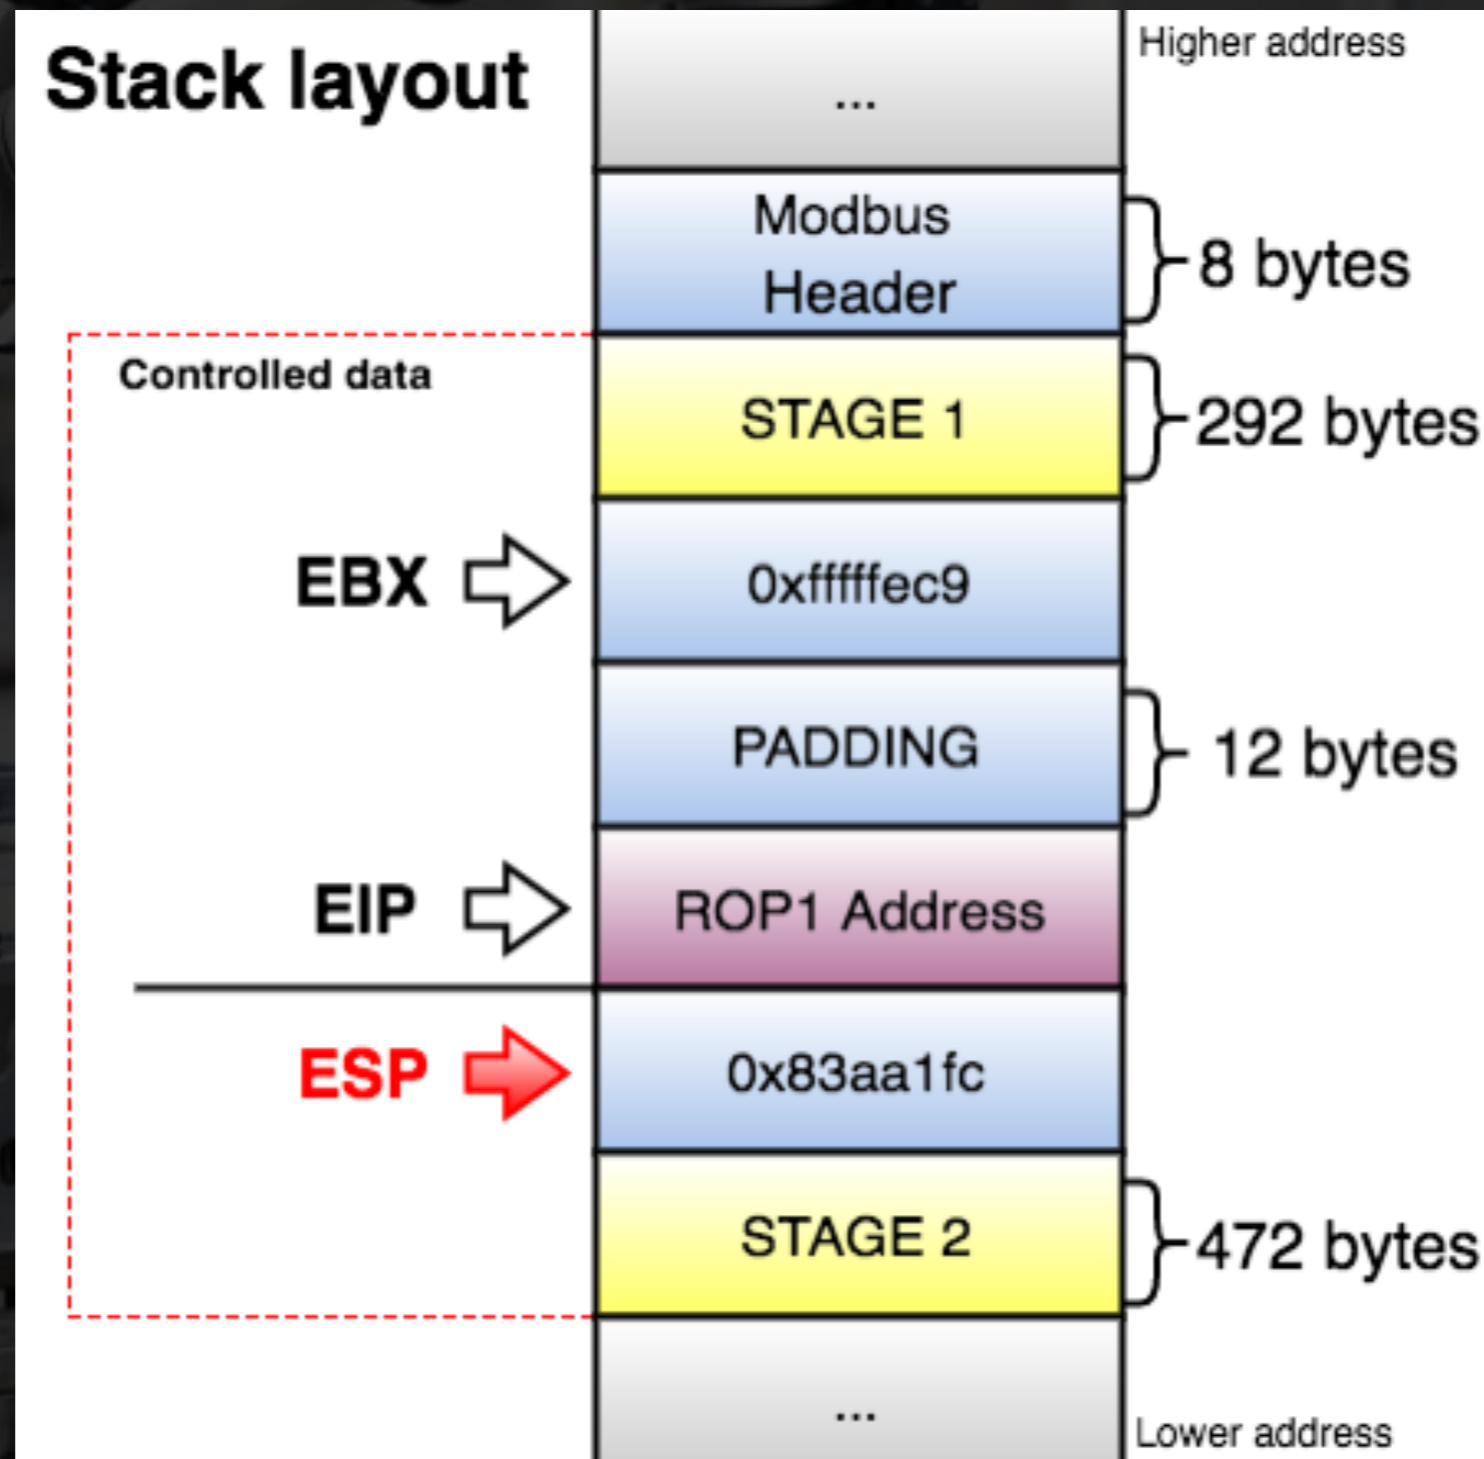 Stack layout
Higher address
...
Modbus
Header
8 bytes
Controlled data
STAGE 1
292 bytes
EBX
0xfffffec9
PADDING
12 bytes
EIP
ROP1 Address
ESP
0x83aa1fc
STAGE 2
472 bytes
...
Lower address